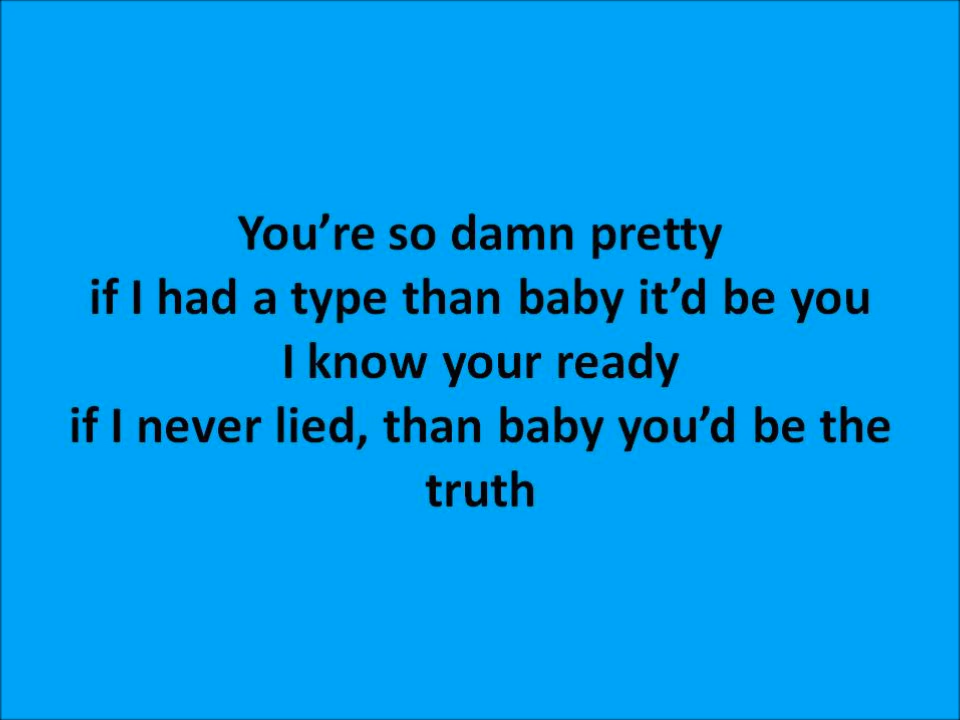 You’re so damn pretty
if I had a type than baby it’d be you
I know your ready
if I never lied, than baby you’d be the
truth